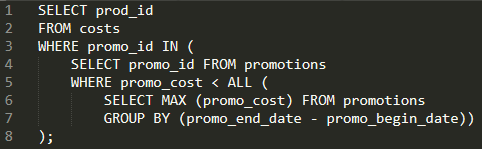 1 SELECT prod_id
2 FROM costs
3 WHERE promo_id IN (
4     SELECT promo_id FROM promotions
5     WHERE promo_cost < ALL (
6         SELECT MAX (promo_cost) FROM promotions
7         GROUP BY (promo_end_date - promo_begin_date))
8 );